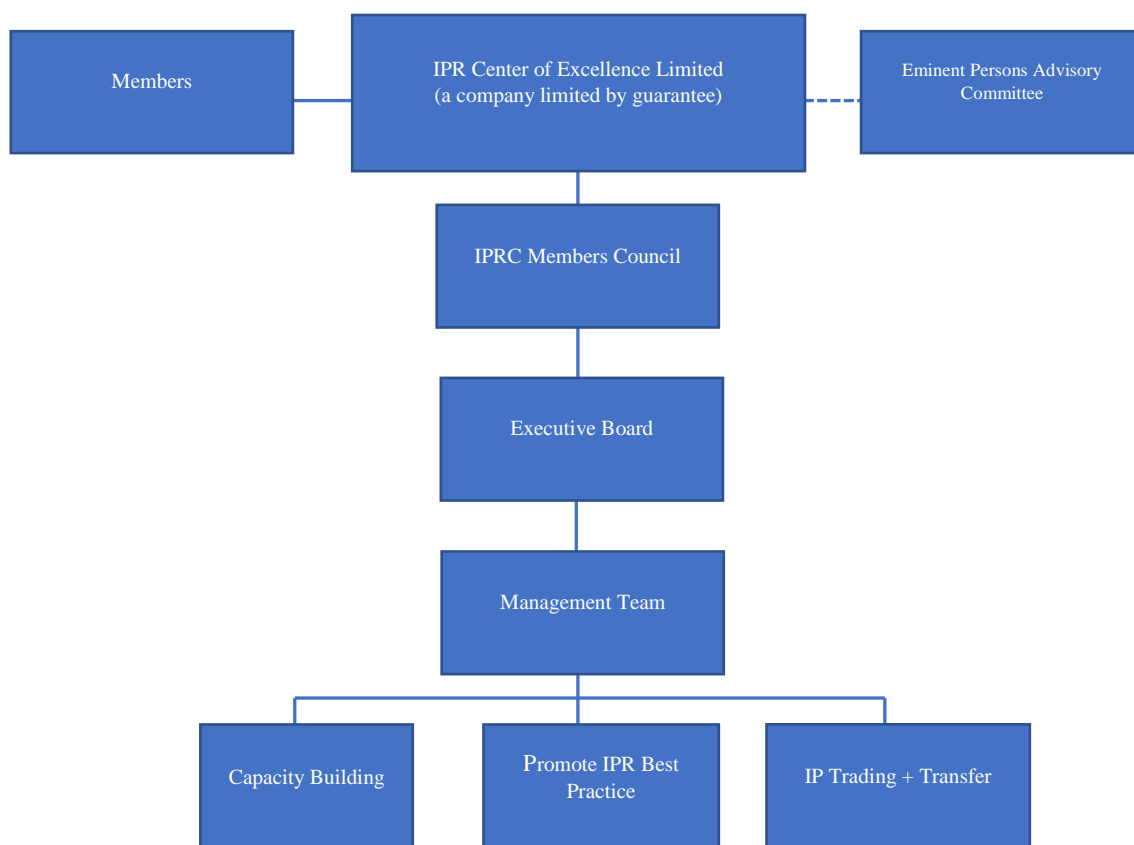 Members
IPR Center of Excellence Limited
(a company limited by guarantee)
Eminent Persons Advisory
Committee
IPRC Members Council
Executive Board
Management Team
Capacity Building
Promote IPR Best
Practice
IP Trading + Transfer